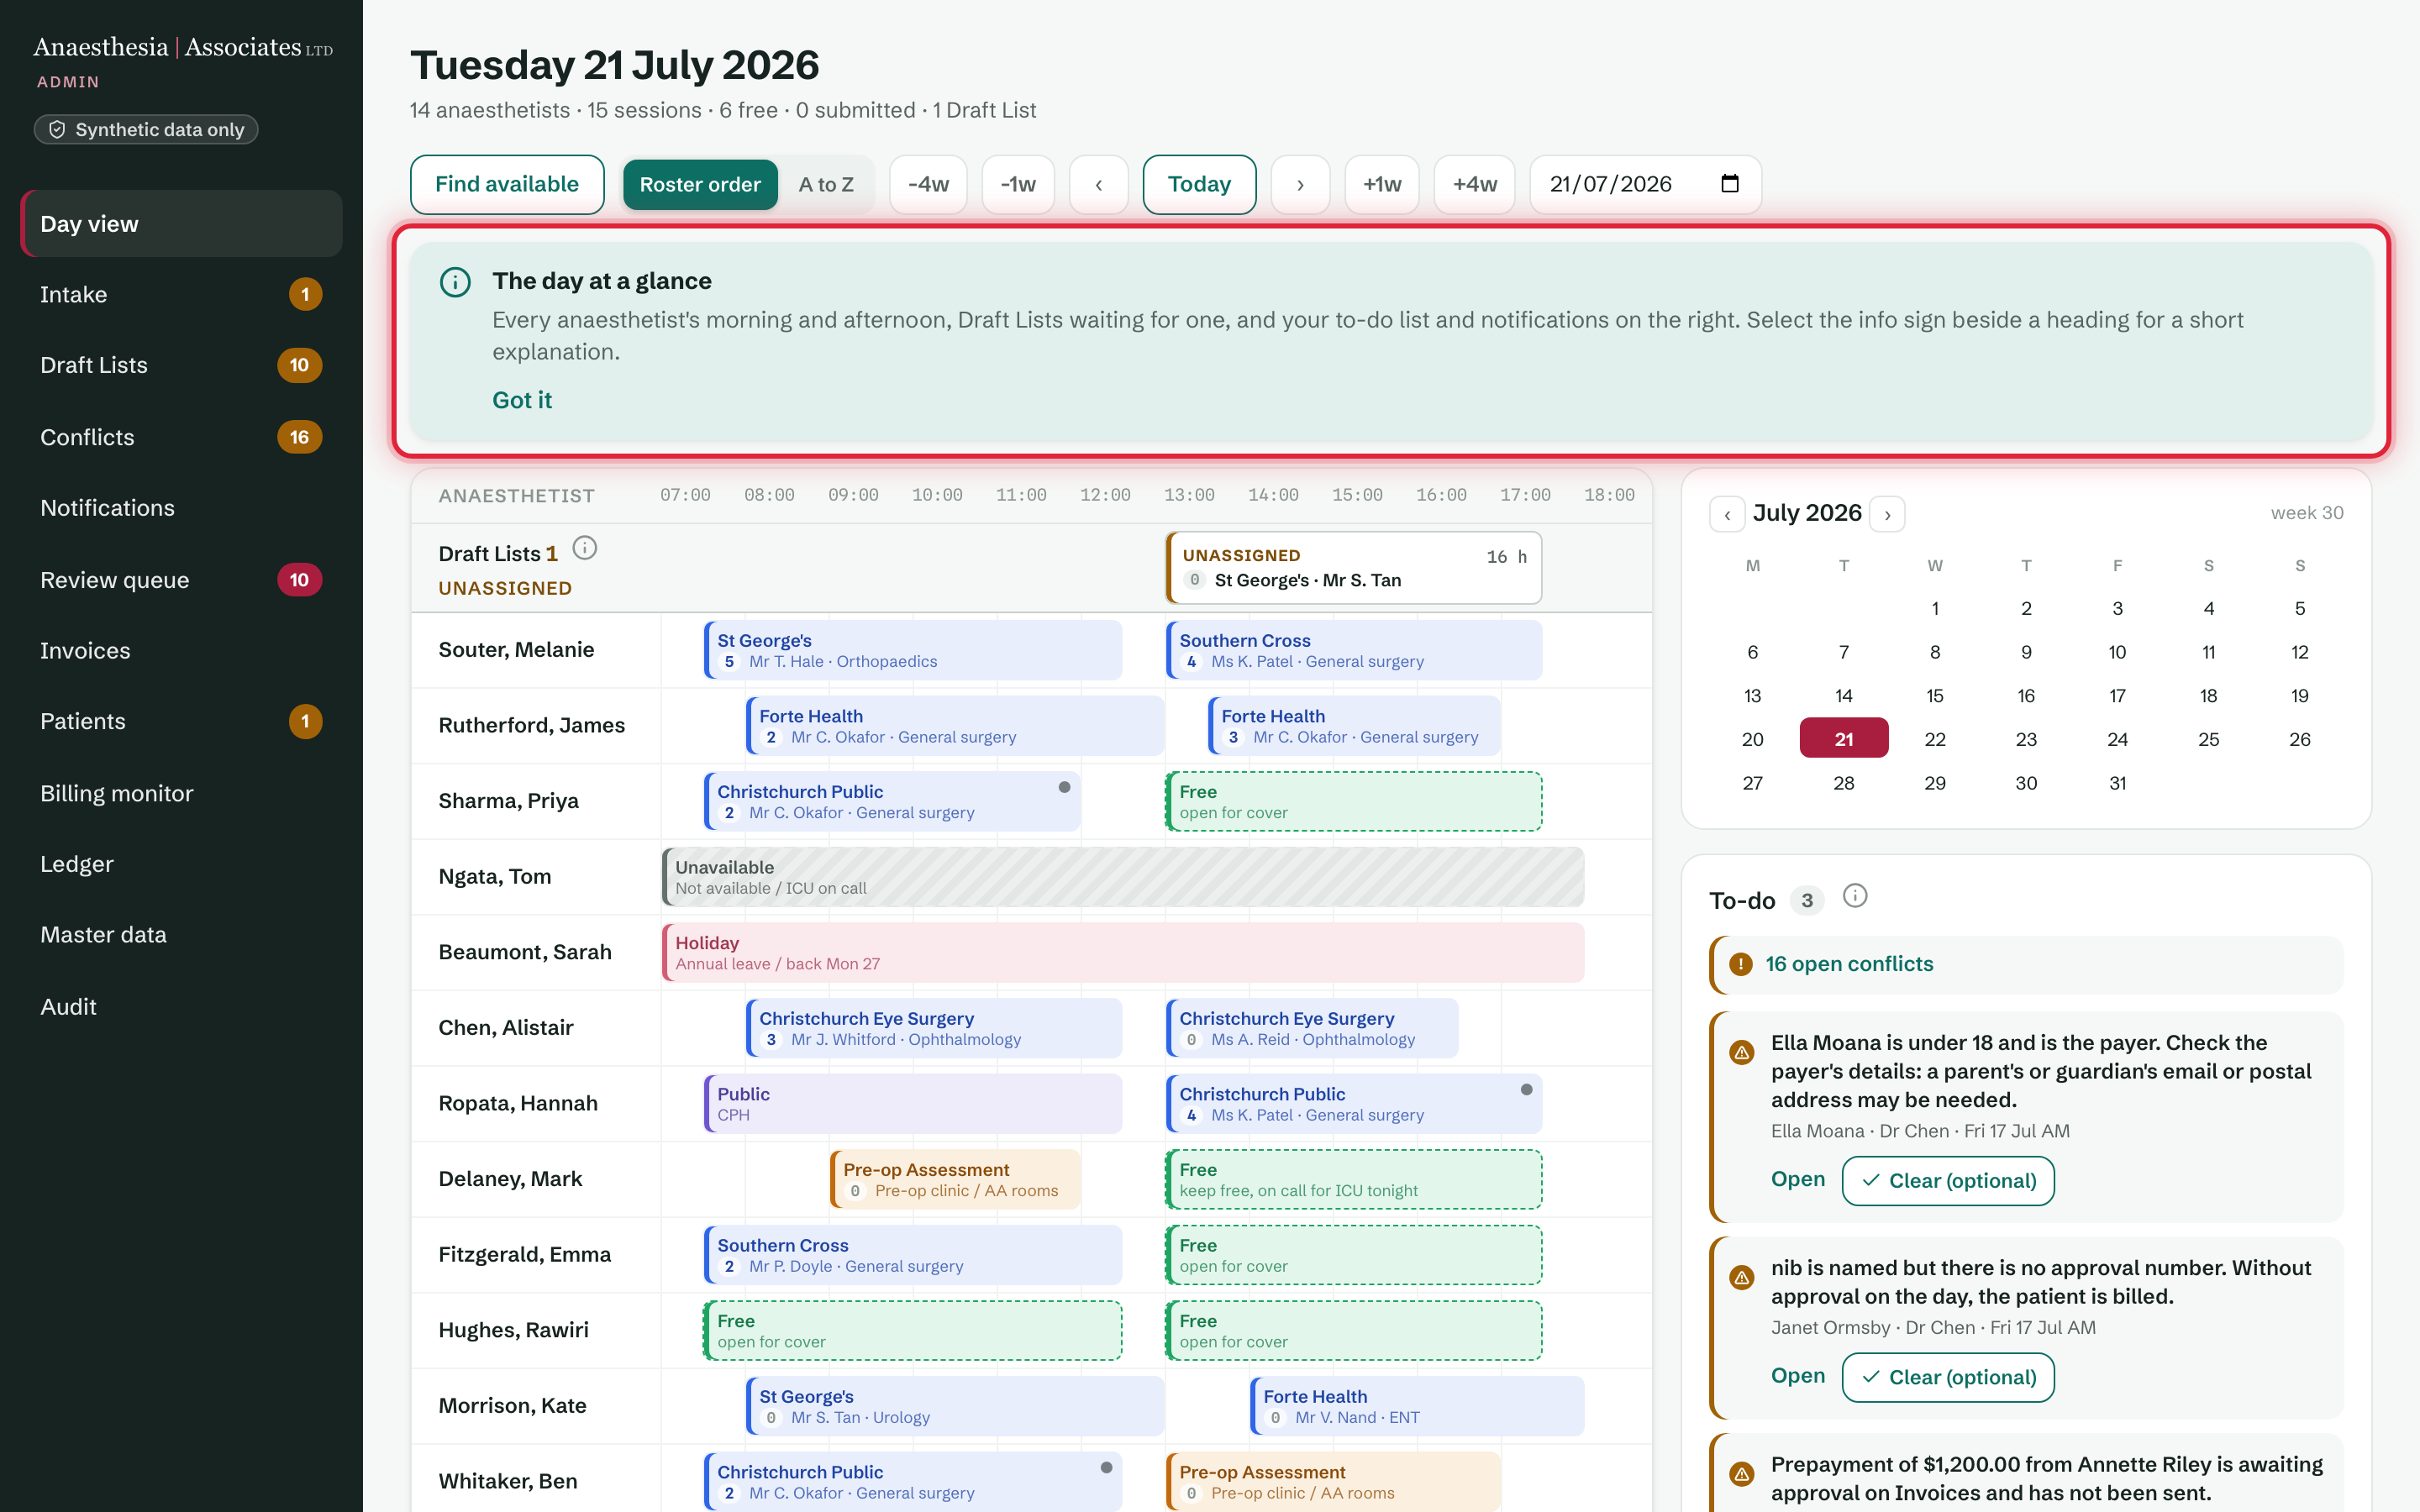 Anaesthesia | Associates LTD
ADMIN
Synthetic data only
Day view
Intake 1
Draft Lists 10
Conflicts 16
Notifications
Review queue 10
Invoices
Patients 1
Billing monitor
Ledger
Master data
Audit
Tuesday 21 July 2026
14 anaesthetists · 15 sessions · 6 free · 0 submitted · 1 Draft List
Find available Roster order A to Z -4w -1w ‹ Today › +1w +4w 21/07/2026
The day at a glance
Every anaesthetist's morning and afternoon, Draft Lists waiting for one, and your to-do list and notifications on the right. Select the info sign beside a heading for a short
explanation.
Got it
ANAESTHETIST 07:00 08:00 09:00 10:00 11:00 12:00 13:00 14:00 15:00 16:00 17:00 18:00
Draft Lists 1
UNASSIGNED
UNASSIGNED 16 h
0 St George's · Mr S. Tan
Souter, Melanie
St George's
5 Mr T. Hale · Orthopaedics
Southern Cross
4 Ms K. Patel · General surgery
Rutherford, James
Forte Health
2 Mr C. Okafor · General surgery
Forte Health
3 Mr C. Okafor · General surgery
Sharma, Priya
Christchurch Public
2 Mr C. Okafor · General surgery
Free
open for cover
Ngata, Tom
Unavailable
Not available / ICU on call
Beaumont, Sarah
Holiday
Annual leave / back Mon 27
Chen, Alistair
Christchurch Eye Surgery
3 Mr J. Whitford · Ophthalmology
Christchurch Eye Surgery
0 Ms A. Reid · Ophthalmology
Ropata, Hannah
Public
CPH
Christchurch Public
4 Ms K. Patel · General surgery
Delaney, Mark
Pre-op Assessment
0 Pre-op clinic / AA rooms
Free
keep free, on call for ICU tonight
Fitzgerald, Emma
Southern Cross
2 Mr P. Doyle · General surgery
Free
open for cover
Hughes, Rawiri
Free
open for cover
Free
open for cover
Morrison, Kate
St George's
0 Mr S. Tan · Urology
Forte Health
0 Mr V. Nand · ENT
Whitaker, Ben
Christchurch Public
2 Mr C. Okafor · General surgery
Pre-op Assessment
0 Pre-op clinic / AA rooms
‹ July 2026 › week 30
M T W T F S S
1 2 3 4 5
6 7 8 9 10 11 12
13 14 15 16 17 18 19
20 21 22 23 24 25 26
27 28 29 30 31
To-do 3
16 open conflicts
Ella Moana is under 18 and is the payer. Check the
payer's details: a parent's or guardian's email or postal
address may be needed.
Ella Moana · Dr Chen · Fri 17 Jul AM
Open Clear (optional)
nib is named but there is no approval number. Without
approval on the day, the patient is billed.
Janet Ormsby · Dr Chen · Fri 17 Jul AM
Open Clear (optional)
Prepayment of $1,200.00 from Annette Riley is awaiting
approval on Invoices and has not been sent.